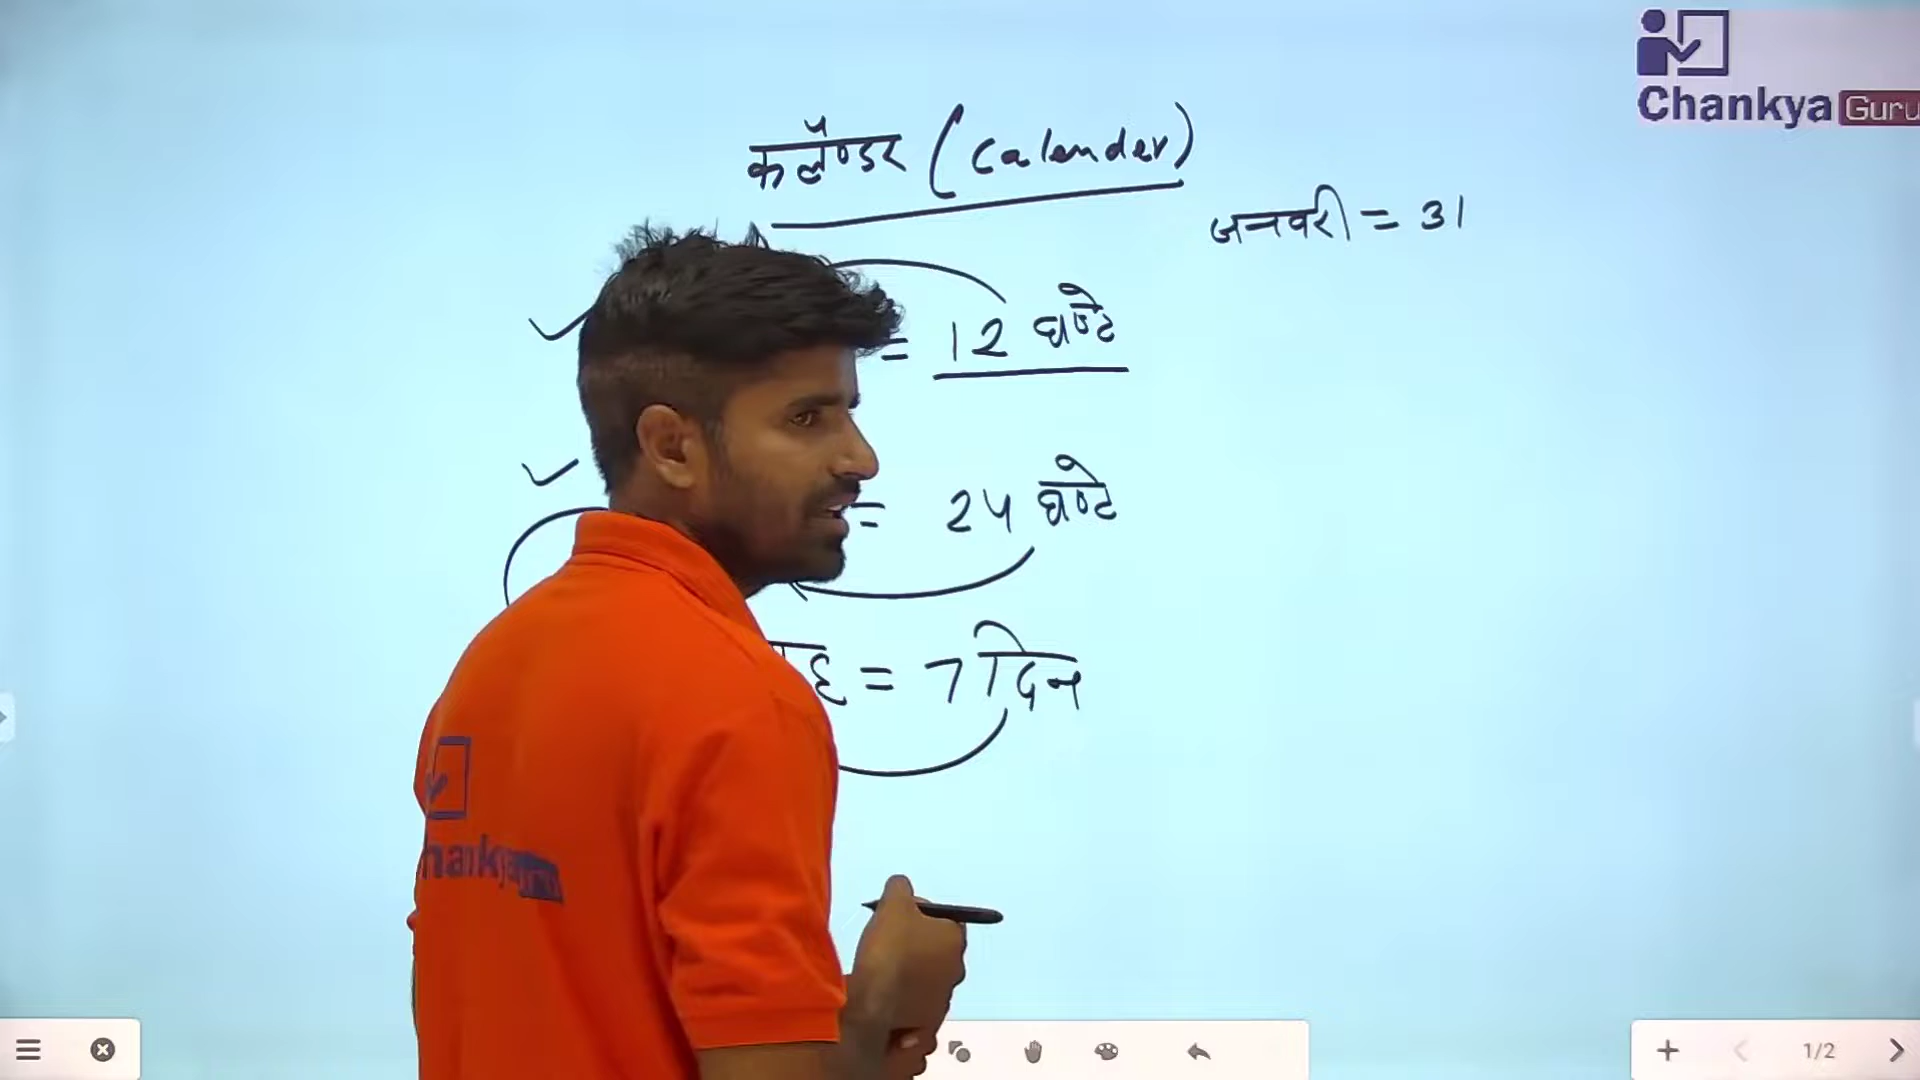 Chankya Guru
कलॅण्डर (Calender)
जनवरी = 31
= 12 घण्टे
= 24 घण्टे
= 7 दिन
1/2